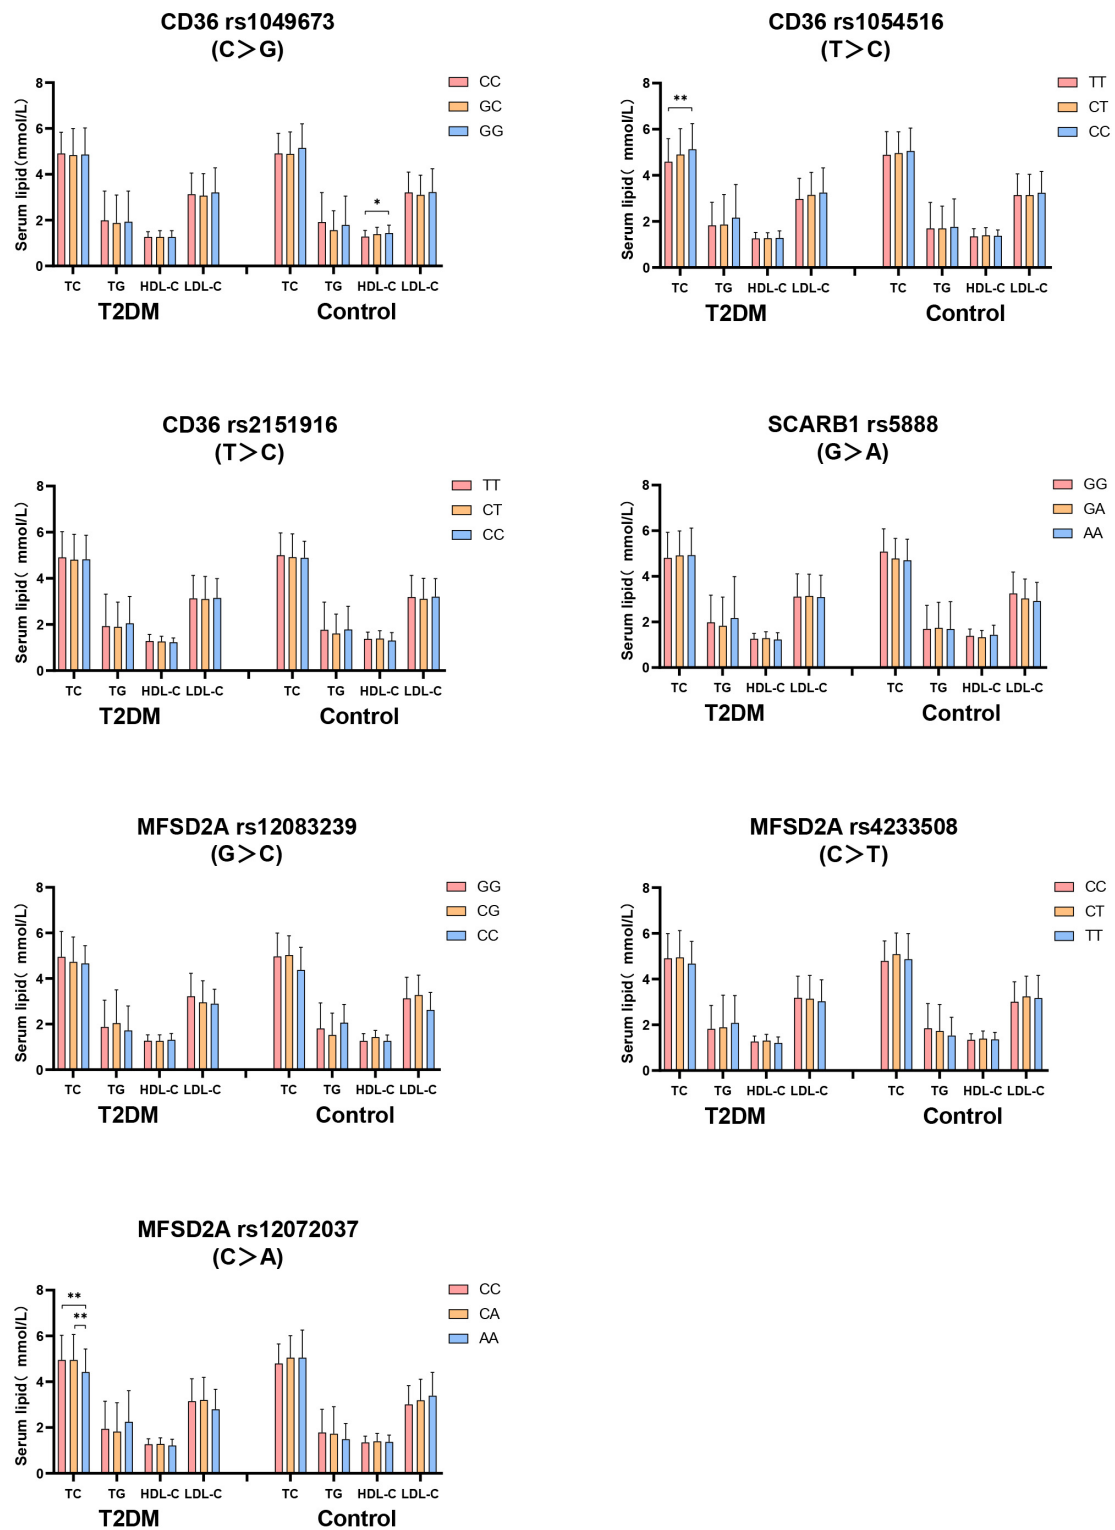 CD36 rs1049673
(C＞G)
Serum lipid(mmol/L)
8
6
4
2
0
CC
GC
GG
*
TC TG HDL-C LDL-C TC TG HDL-C LDL-C
T2DM Control
CD36 rs1054516
(T＞C)
Serum lipid( mmol/L)
8
6
4
2
0
TT
CT
CC
**
TC TG HDL-C LDL-C TC TG HDL-C LDL-C
T2DM Control
CD36 rs2151916
(T＞C)
Serum lipid( mmol/L)
8
6
4
2
0
TT
CT
CC
TC TG HDL-C LDL-C TC TG HDL-C LDL-C
T2DM Control
SCARB1 rs5888
(G＞A)
Serum lipid( mmol/L)
8
6
4
2
0
GG
GA
AA
TC TG HDL-C LDL-C TC TG HDL-C LDL-C
T2DM Control
MFSD2A rs12083239
(G＞C)
Serum lipid( mmol/L)
8
6
4
2
0
GG
CG
CC
TC TG HDL-C LDL-C TC TG HDL-C LDL-C
T2DM Control
MFSD2A rs4233508
(C＞T)
Serum lipid( mmol/L)
8
6
4
2
0
CC
CT
TT
TC TG HDL-C LDL-C TC TG HDL-C LDL-C
T2DM Control
MFSD2A rs12072037
(C＞A)
Serum lipid( mmol/L)
8
6
4
2
0
CC
CA
AA
**
**
TC TG HDL-C LDL-C TC TG HDL-C LDL-C
T2DM Control